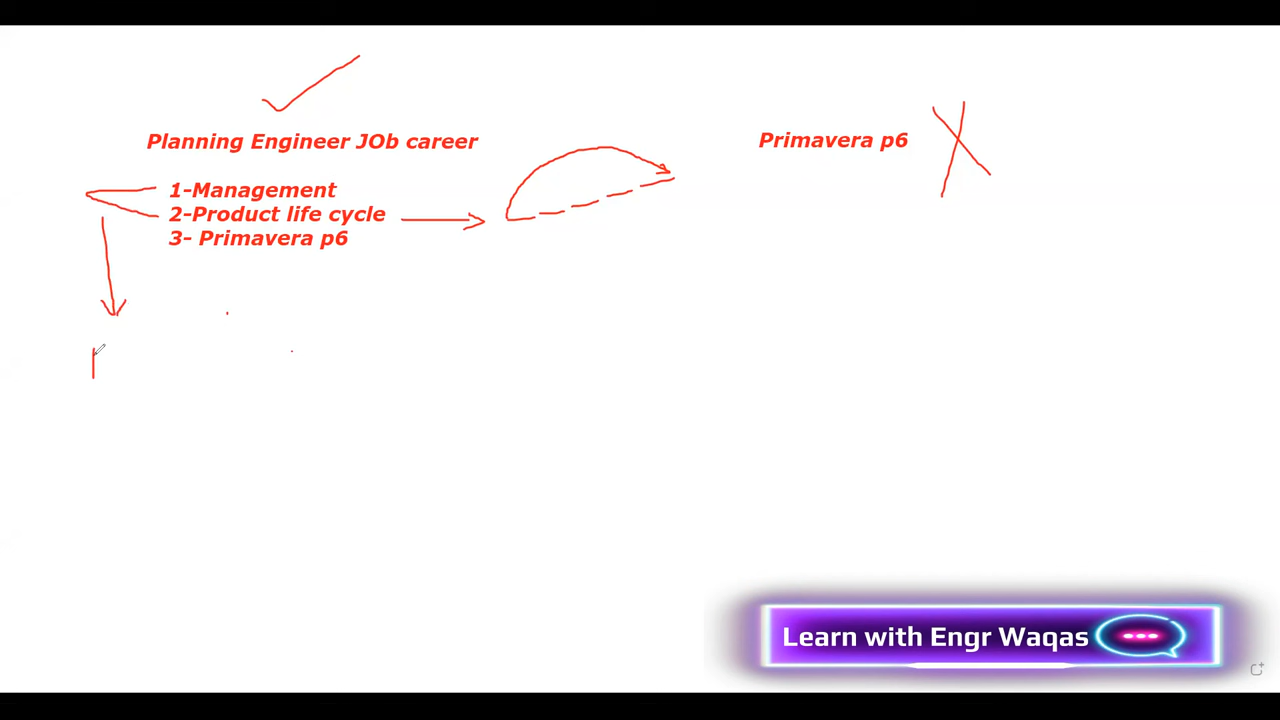 Planning Engineer JOb career
1-Management
2-Product life cycle
3- Primavera p6
Primavera p6
Learn with Engr Waqas